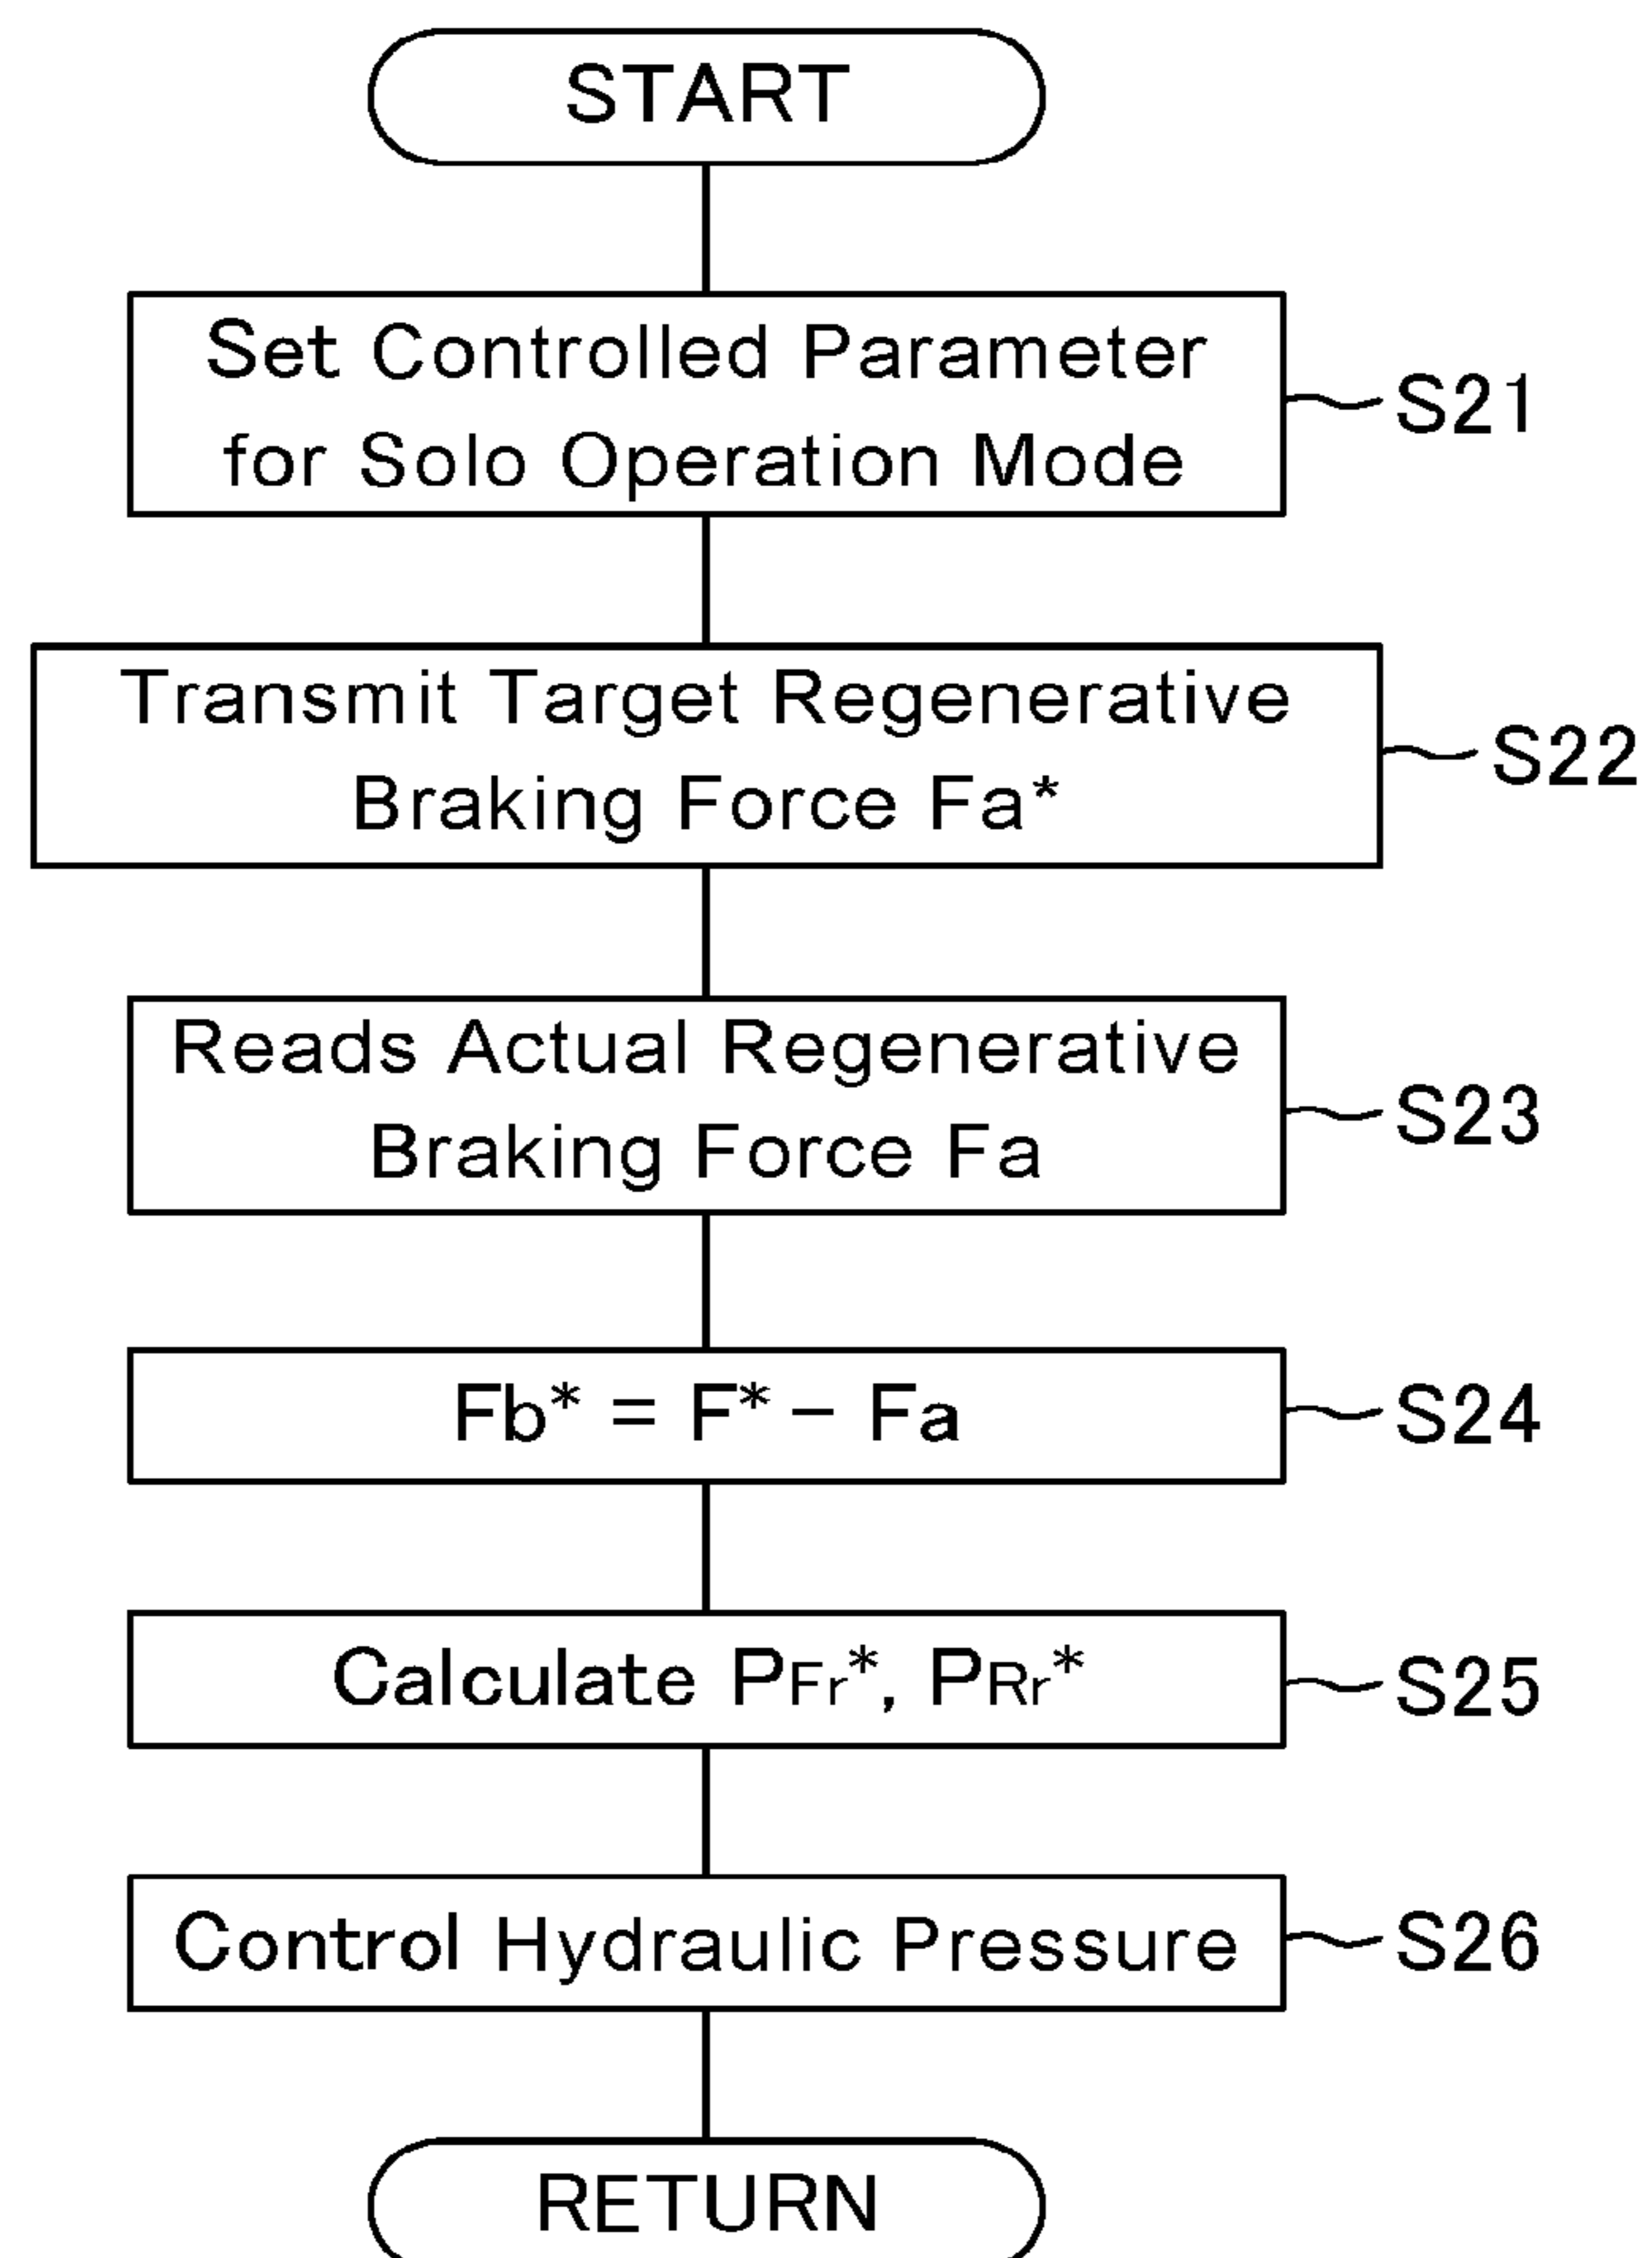 START
Set Controlled Parameter
for Solo Operation Mode
S21
Transmit Target Regenerative
Braking Force Fa*
S22
Reads Actual Regenerative
Braking Force Fa
S23
Fb* = F* − Fa
S24
Calculate PFr*, PRr*
S25
Control Hydraulic Pressure
S26
RETURN